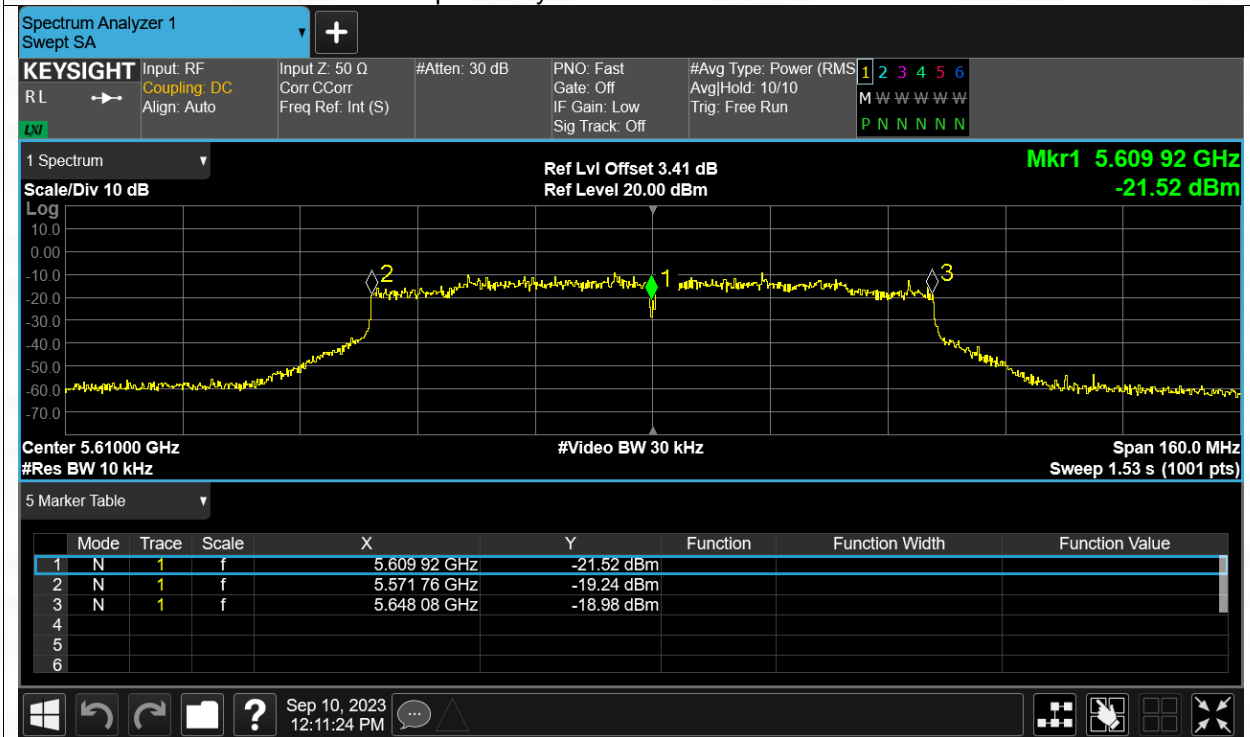 Spectrum Analyzer 1
Swept SA
+
KEYSIGHT Input: RF Input Z: 50 Ω #Atten: 30 dB PNO: Fast #Avg Type: Power (RMS 1 2 3 4 5 6
R L Coupling: DC Corr CCorr Gate: Off Avg|Hold: 10/10 M W W W W W
Align: Auto Freq Ref: Int (S) IF Gain: Low Trig: Free Run
LXI Sig Track: Off P N N N N N
1 Spectrum Ref Lvl Offset 3.41 dB Mkr1 5.609 92 GHz
Scale/Div 10 dB Ref Level 20.00 dBm -21.52 dBm
Log
10.0
0.00
-10.0
2 1 3
-20.0
-30.0
-40.0
-50.0
-60.0
-70.0
Center 5.61000 GHz #Video BW 30 kHz Span 160.0 MHz
#Res BW 10 kHz Sweep 1.53 s (1001 pts)
5 Marker Table
Mode Trace Scale X Y Function Function Width Function Value
1 N 1 f 5.609 92 GHz -21.52 dBm
2 N 1 f 5.571 76 GHz -19.24 dBm
3 N 1 f 5.648 08 GHz -18.98 dBm
4
5
6
? Sep 10, 2023
12:11:24 PM